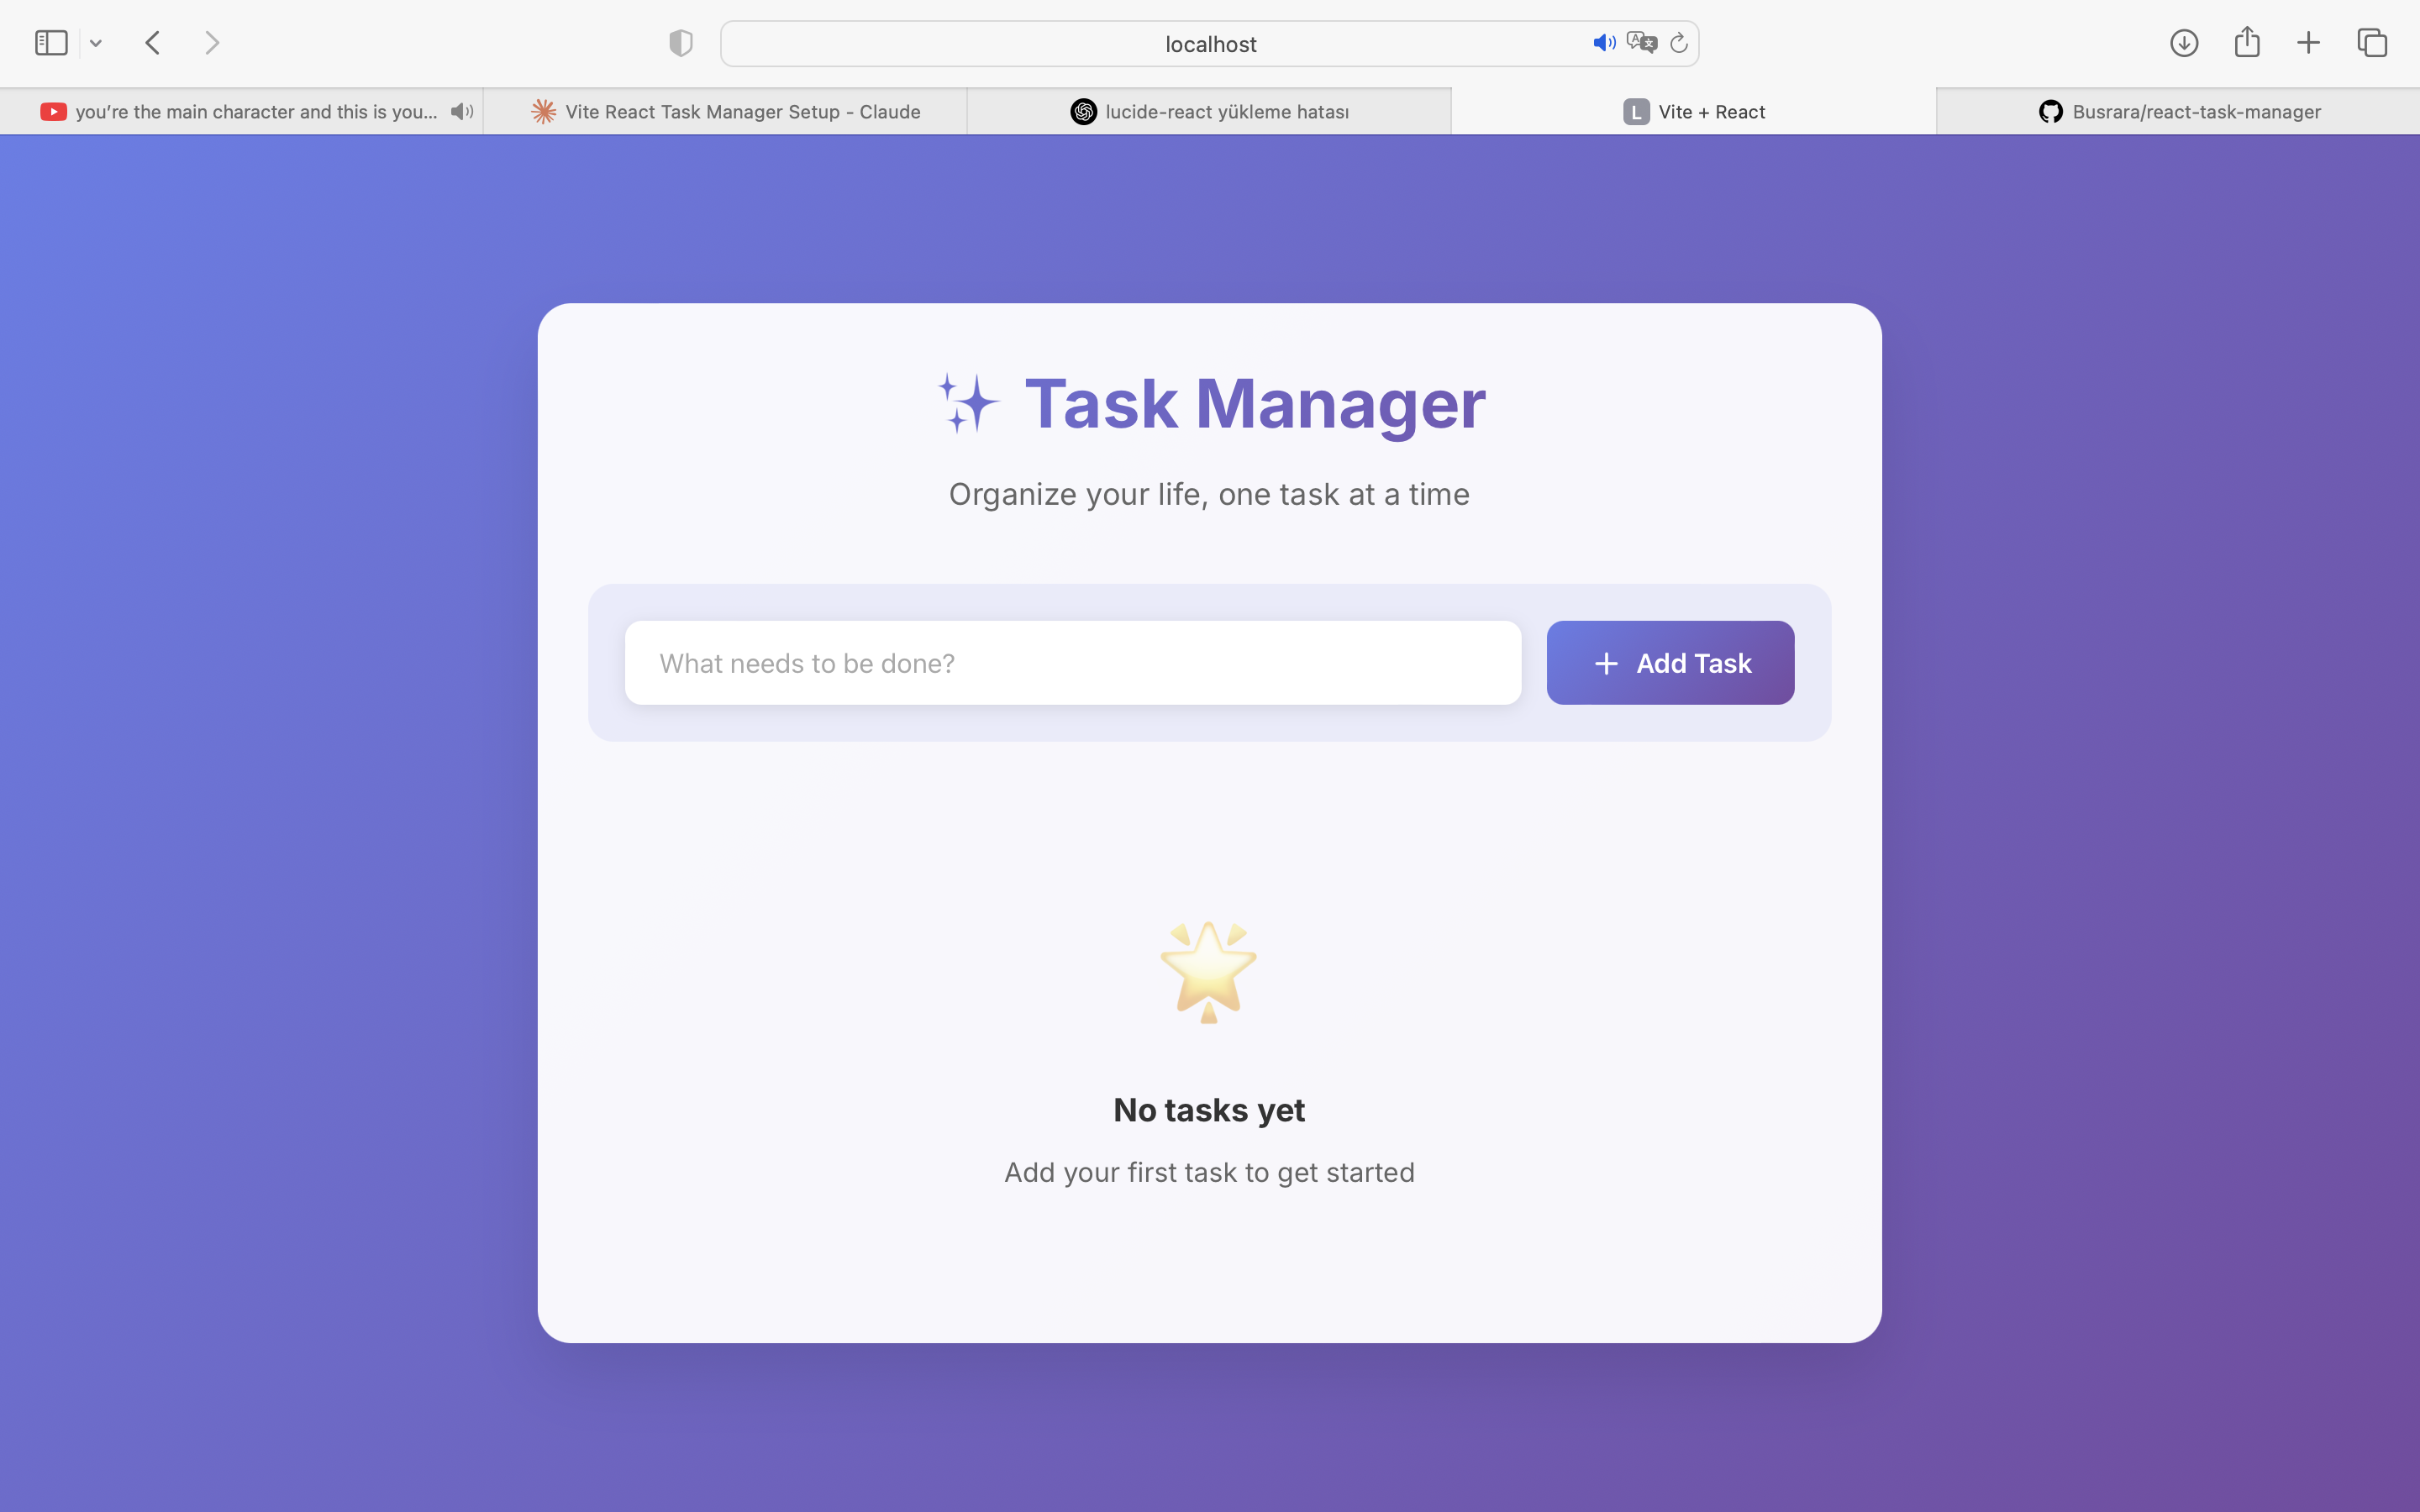 localhost
you're the main character and this is you...
Vite React Task Manager Setup - Claude
lucide-react yükleme hatası
L Vite + React
Busrara/react-task-manager
✨ Task Manager
Organize your life, one task at a time
What needs to be done?
+ Add Task
No tasks yet
Add your first task to get started